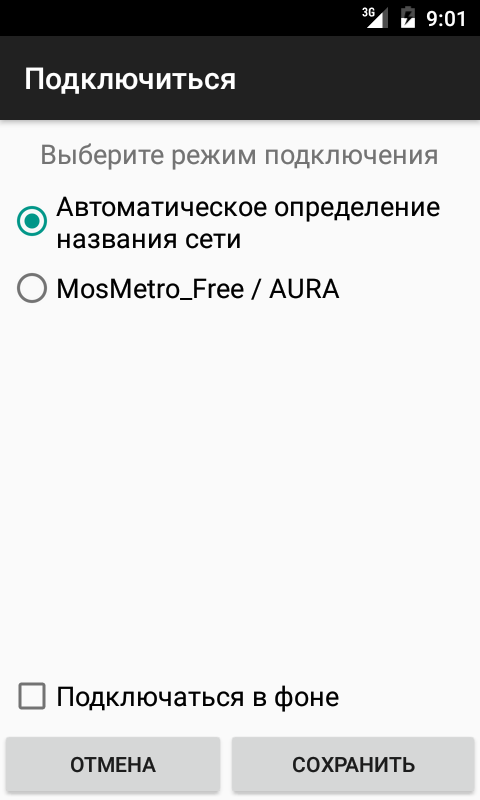 3G 9:01
Подключиться
Выберите режим подключения
Автоматическое определение
названия сети
MosMetro_Free / AURA
Подключаться в фоне
ОТМЕНА СОХРАНИТЬ